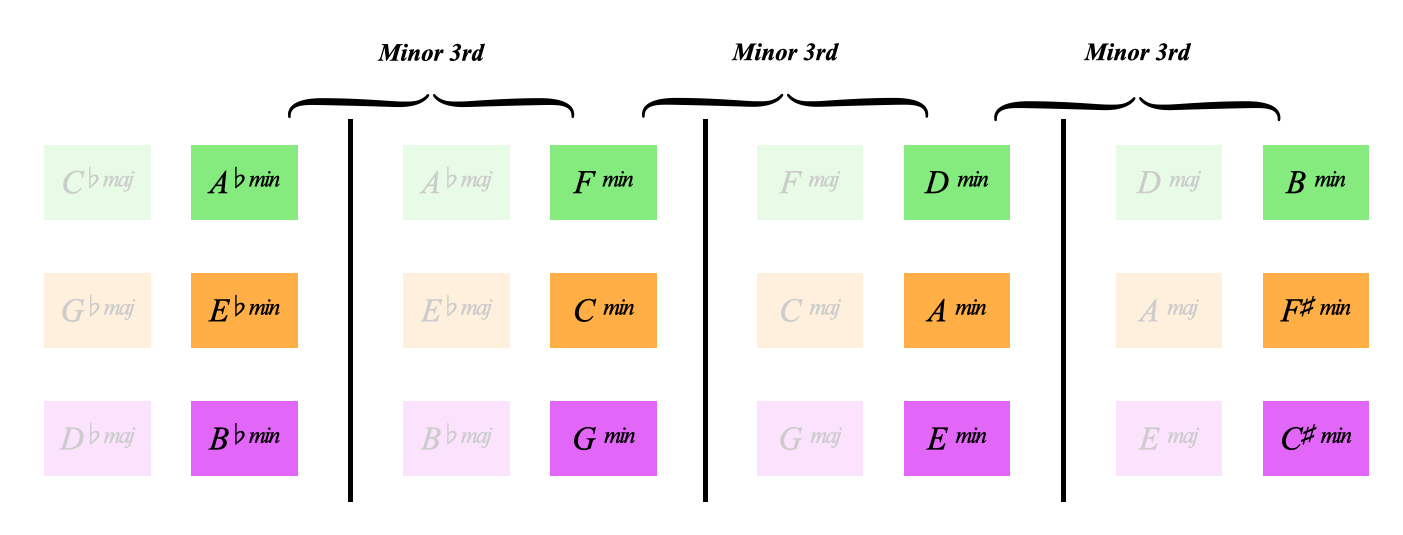 Minor 3rd Minor 3rd Minor 3rd
C♭ maj A♭ min A♭ maj F min F maj D min D maj B min
G♭ maj E♭ min E♭ maj C min C maj A min A maj F♯ min
D♭ maj B♭ min B♭ maj G min G maj E min E maj C♯ min